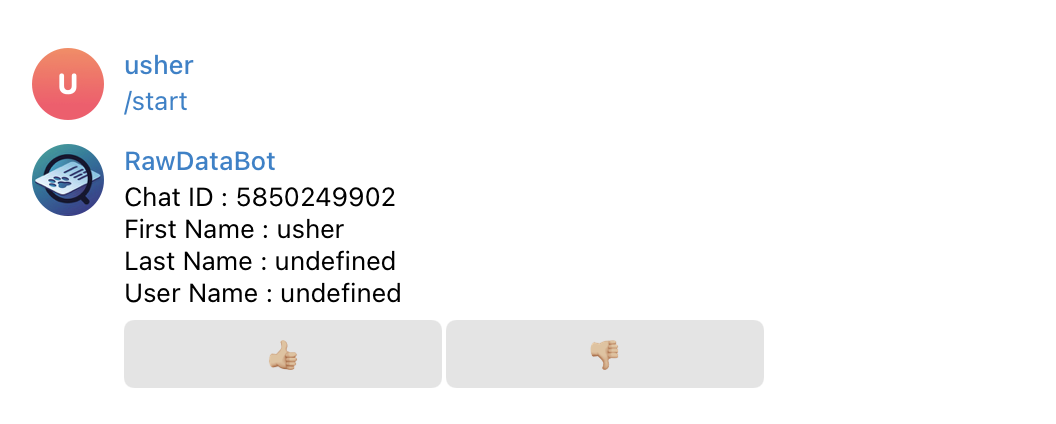 U
usher
/start
RawDataBot
Chat ID : 5850249902
First Name : usher
Last Name : undefined
User Name : undefined